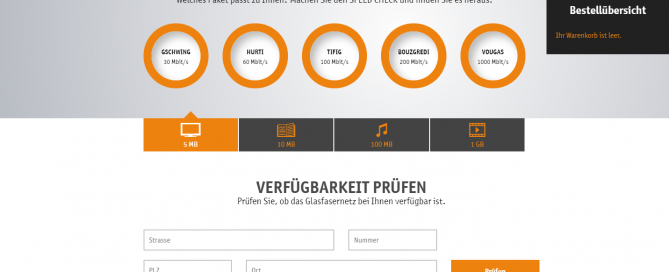 Welches Paket passt zu Ihnen? Machen Sie den SPEED CHECK und finden Sie es heraus.
Bestellübersicht
Ihr Warenkorb ist leer.
GSCHWING HURTI TIFIG BOUZGREDI VOUGAS
30 Mbit/s 60 Mbit/s 100 Mbit/s 200 Mbit/s 1000 Mbit/s
5 MB 10 MB 100 MB 1 GB
VERFÜGBARKEIT PRÜFEN
Prüfen Sie, ob das Glasfasernetz bei Ihnen verfügbar ist.
Strasse Nummer
PLZ Ort Prüfen